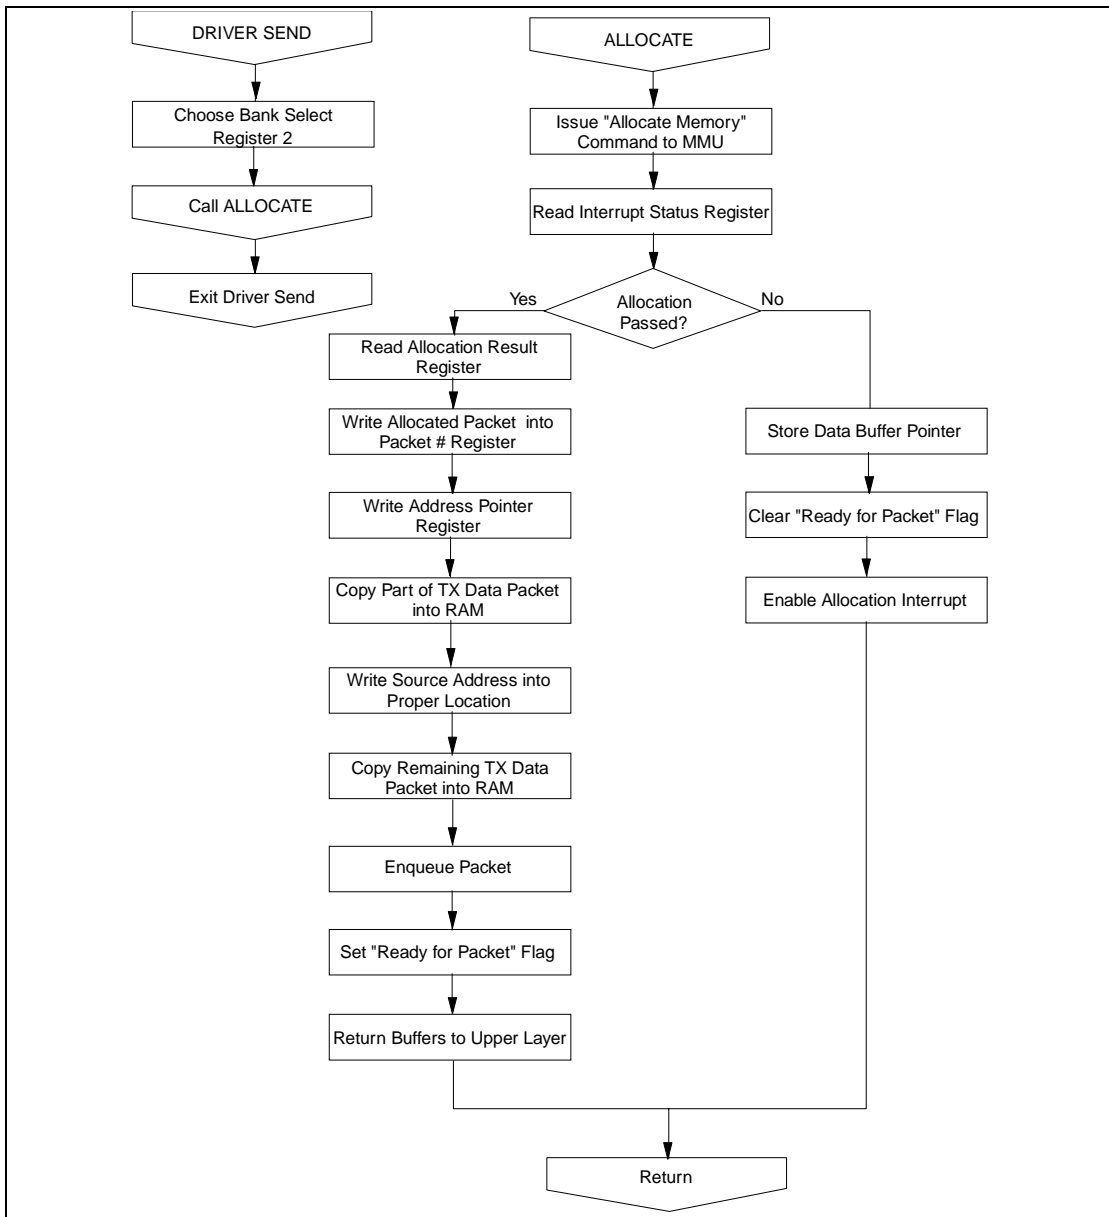 DRIVER SEND
Choose Bank Select
Register 2
Call ALLOCATE
Exit Driver Send
ALLOCATE
Issue "Allocate Memory"
Command to MMU
Read Interrupt Status Register
Allocation
Passed?
Yes
No
Read Allocation Result
Register
Write Allocated Packet into
Packet # Register
Write Address Pointer
Register
Copy Part of TX Data Packet
into RAM
Write Source Address into
Proper Location
Copy Remaining TX Data
Packet into RAM
Enqueue Packet
Set "Ready for Packet" Flag
Return Buffers to Upper Layer
Store Data Buffer Pointer
Clear "Ready for Packet" Flag
Enable Allocation Interrupt
Return